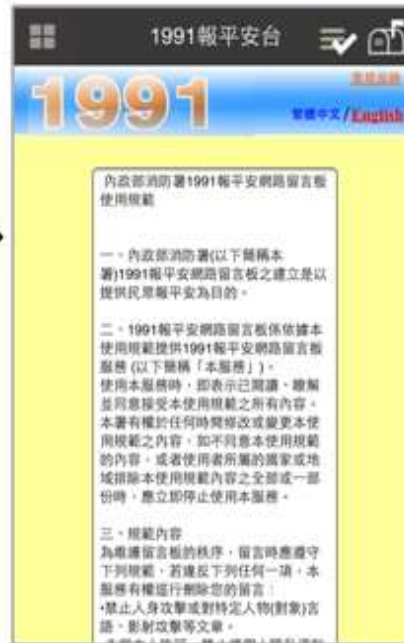 1991報平安台
1991
繁體中文/English
內政部消防署1991報平安網路留言板
使用規範
一、內政部消防署(以下簡稱本
署)1991報平安網路留言板之建立是以
提供民眾報平安為目的。
二、1991報平安網路留言板係依據本
使用規範提供1991報平安網路留言板
服務 (以下簡稱「本服務」)。
使用本服務時，即表示已閱讀、瞭解
並同意接受本使用規範之所有內容。
本署有權於任何時間修改或變更本使
用規範之內容，如不同意本使用規範
的內容，或者使用者所屬的國家或地
域排除本使用規範內容之全部或一部
份時，應立即停止使用本服務。
三、規範內容
為維護留言板的秩序，留言時應遵守
下列規範，若違反下列任何一項，本
服務有權逕行刪除您的留言：
•禁止人身攻擊或對特定人物(對象)言
語、影射攻擊等文章。